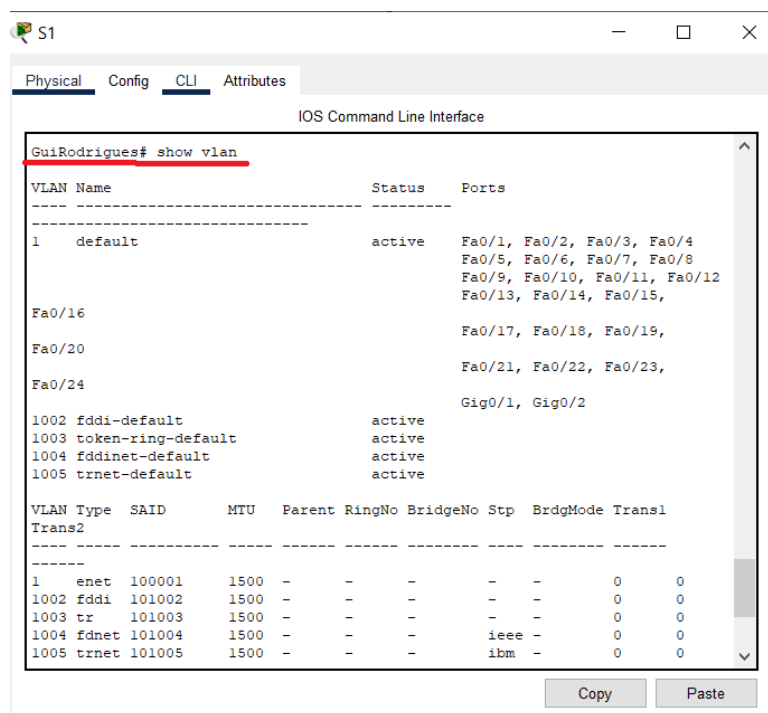 S1
Physical Config CLI Attributes
IOS Command Line Interface
GuiRodrigues# show vlan
VLAN Name                             Status    Ports
---- -------------------------------- ---------
-------------------------------
1    default                          active    Fa0/1, Fa0/2, Fa0/3, Fa0/4
                                                Fa0/5, Fa0/6, Fa0/7, Fa0/8
                                                Fa0/9, Fa0/10, Fa0/11, Fa0/12
                                                Fa0/13, Fa0/14, Fa0/15,
Fa0/16
                                                Fa0/17, Fa0/18, Fa0/19,
Fa0/20
                                                Fa0/21, Fa0/22, Fa0/23,
Fa0/24
                                                Gig0/1, Gig0/2
1002 fddi-default                     active
1003 token-ring-default               active
1004 fddinet-default                  active
1005 trnet-default                    active
VLAN Type  SAID       MTU   Parent RingNo BridgeNo Stp  BrdgMode Trans1
Trans2
---- ----- ---------- ----- ------ ------ -------- ---- -------- ------
------
1    enet  100001     1500  -      -      -        -    -        0      0
1002 fddi  101002     1500  -      -      -        -    -        0      0
1003 tr    101003     1500  -      -      -        -    -        0      0
1004 fdnet 101004     1500  -      -      -        ieee -        0      0
1005 trnet 101005     1500  -      -      -        ibm  -        0      0
Copy Paste